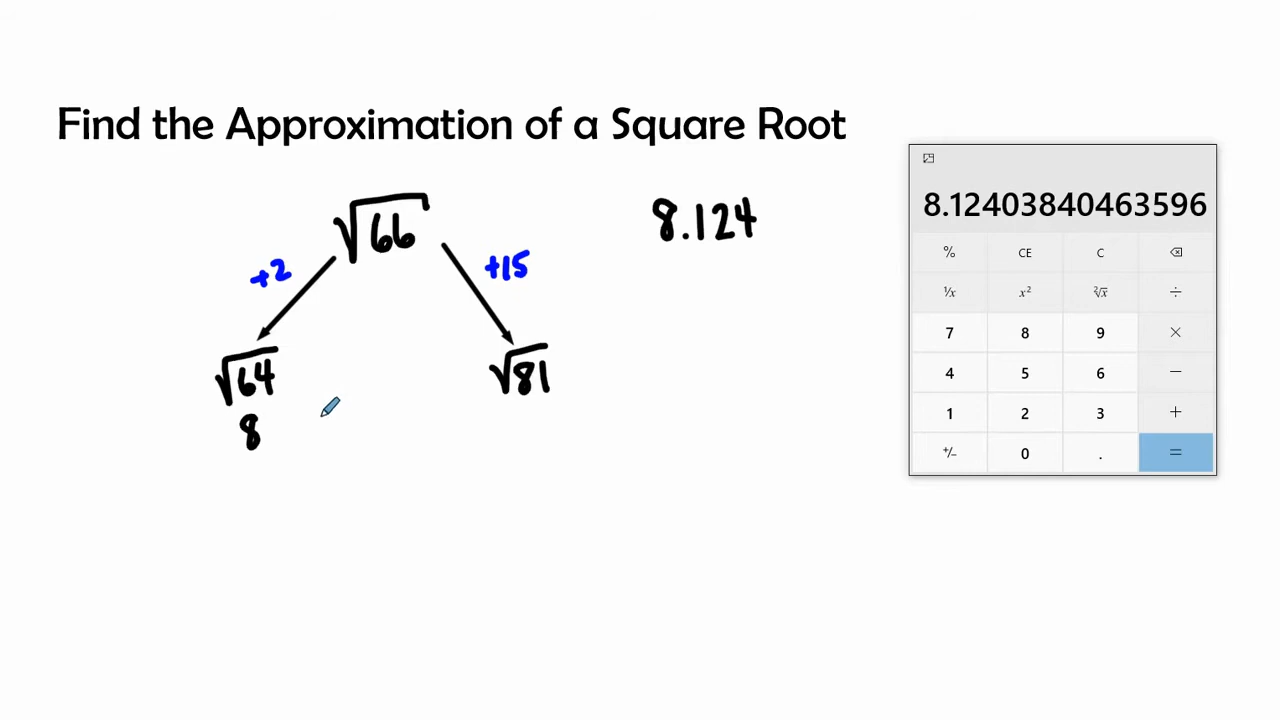 Find the Approximation of a Square Root
√66
8.124
+2
+15
√64
√81
8
8.12403840463596
% CE C ⌫
¹/x x² ²√x ÷
7 8 9 ×
4 5 6 −
1 2 3 +
⁺/₋ 0 . =